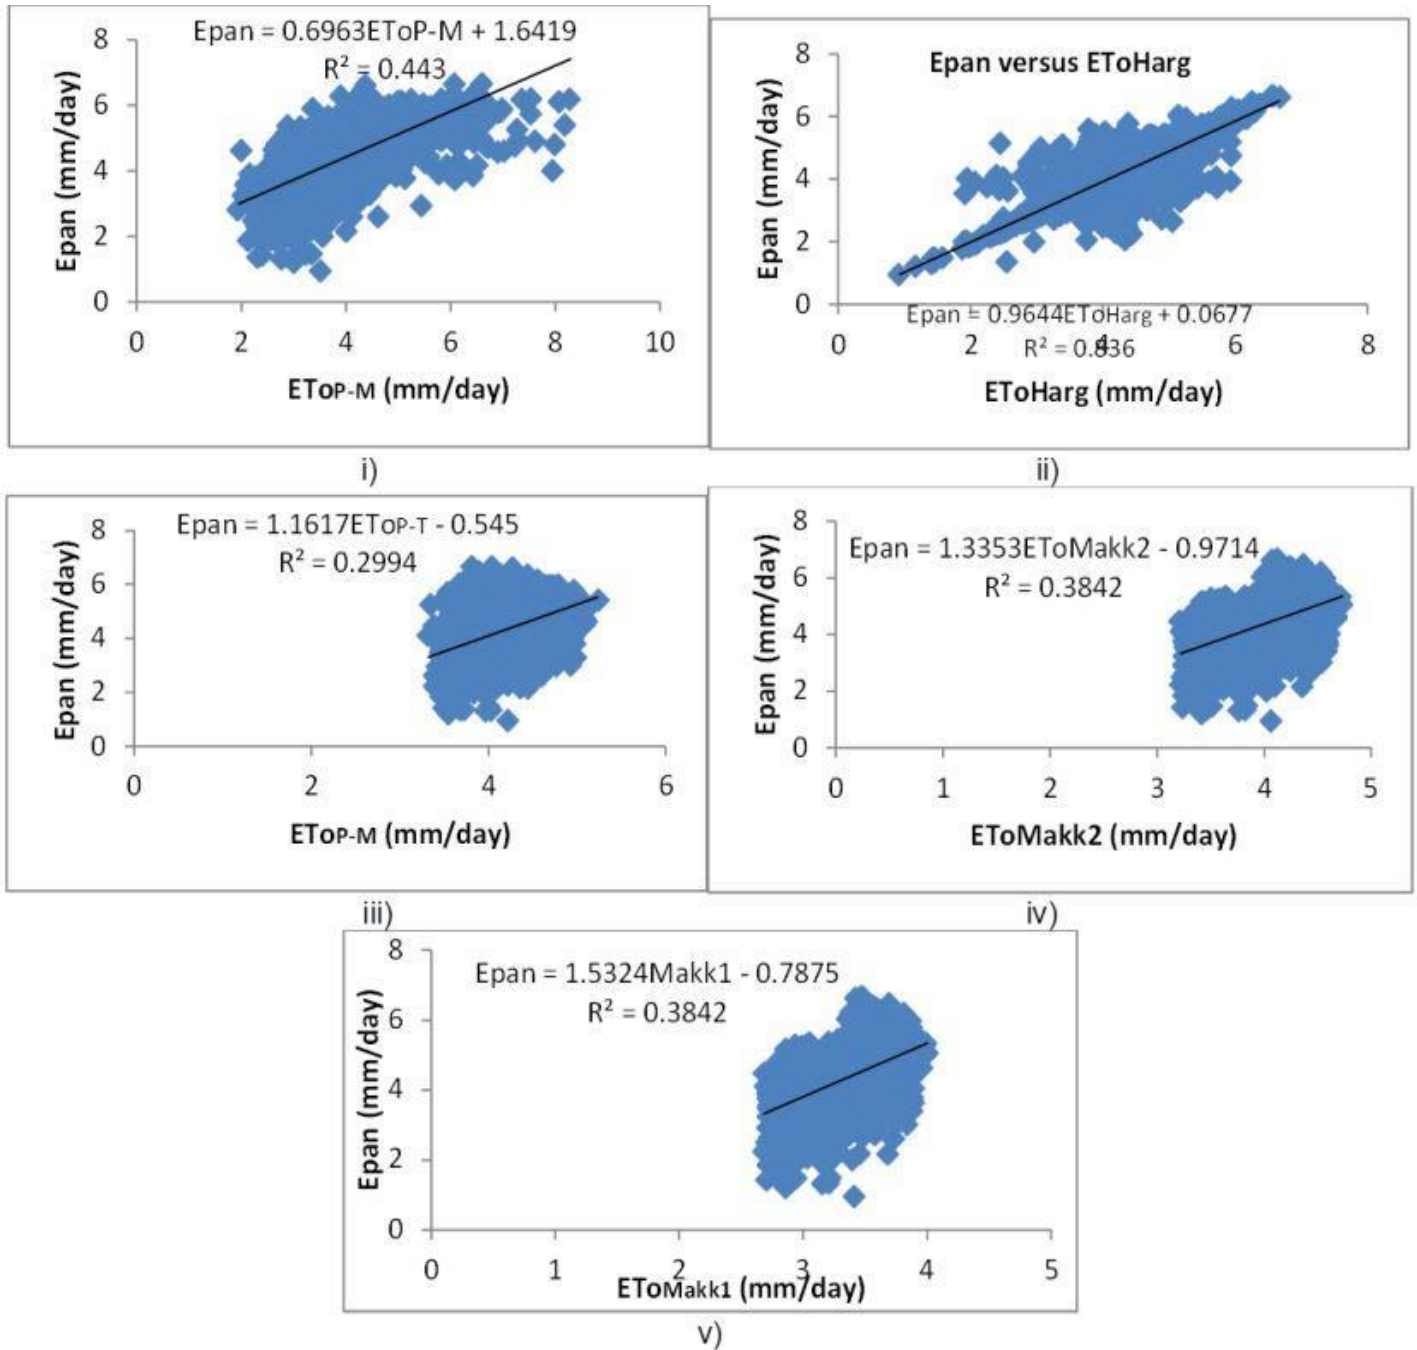 Epan = 0.6963EToP-M + 1.6419
R² = 0.443
8
6
4
2
0
Epan (mm/day)
0 2 4 6 8 10
EToP-M (mm/day)
i)
Epan versus EToHarg
8
6
4
2
0
Epan (mm/day)
Epan = 0.9644EToHarg + 0.0677
R² = 0.836
0 2 4 6 8
EToHarg (mm/day)
ii)
Epan = 1.1617EToP-T - 0.545
R² = 0.2994
8
6
4
2
0
Epan (mm/day)
0 2 4 6
EToP-M (mm/day)
iii)
Epan = 1.3353EToMakk2 - 0.9714
R² = 0.3842
8
6
4
2
0
Epan (mm/day)
0 1 2 3 4 5
EToMakk2 (mm/day)
iv)
Epan = 1.5324Makk1 - 0.7875
R² = 0.3842
8
6
4
2
0
Epan (mm/day)
0 1 2 3 4 5
EToMakk1 (mm/day)
v)